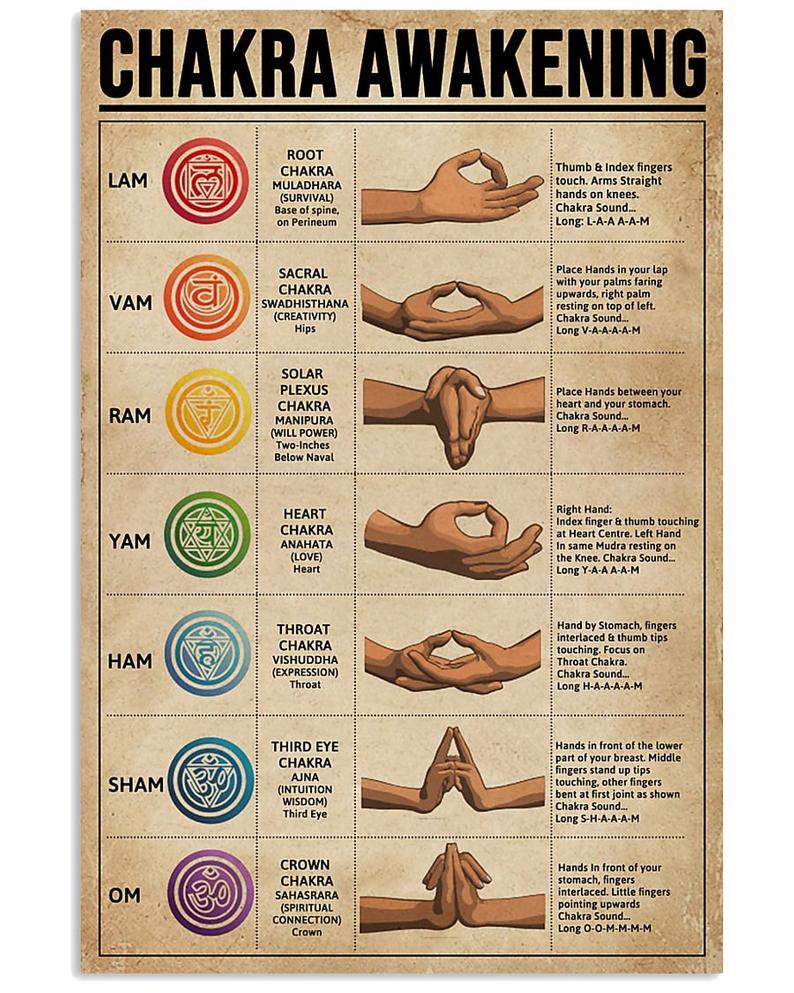 CHAKRA AWAKENING
LAM
ROOT
CHAKRA
MULADHARA
(SURVIVAL)
Base of spine,
on Perineum
Thumb & Index fingers
touch. Arms Straight
hands on knees.
Chakra Sound...
Long: L-A-A A-A-M
VAM
SACRAL
CHAKRA
SWADHISTHANA
(CREATIVITY)
Hips
Place Hands in your lap
with your palms faring
upwards, right palm
resting on top of left.
Chakra Sound...
Long V-A-A-A-A-M
RAM
SOLAR
PLEXUS
CHAKRA
MANIPURA
(WILL POWER)
Two-Inches
Below Naval
Place Hands between your
heart and your stomach.
Chakra Sound...
Long R-A-A-A-A-M
YAM
HEART
CHAKRA
ANAHATA
(LOVE)
Heart
Right Hand:
Index finger & thumb touching
at Heart Centre. Left Hand
In same Mudra resting on
the Knee. Chakra Sound...
Long Y-A-A A-A-M
HAM
THROAT
CHAKRA
VISHUDDHA
(EXPRESSION)
Throat
Hand by Stomach, fingers
interlaced & thumb tips
touching. Focus on
Throat Chakra.
Chakra Sound...
Long H-A-A-A-A-M
SHAM
THIRD EYE
CHAKRA
AJNA
(INTUITION
WISDOM)
Third Eye
Hands in front of the lower
part of your breast. Middle
fingers stand up tips
touching, other fingers
bent at first joint as shown
Chakra Sound...
Long S-H-A-A-A-M
OM
CROWN
CHAKRA
SAHASRARA
(SPIRITUAL
CONNECTION)
Crown
Hands In front of your
stomach, fingers
interlaced. Little fingers
pointing upwards
Chakra Sound...
Long O-O-M-M-M-M